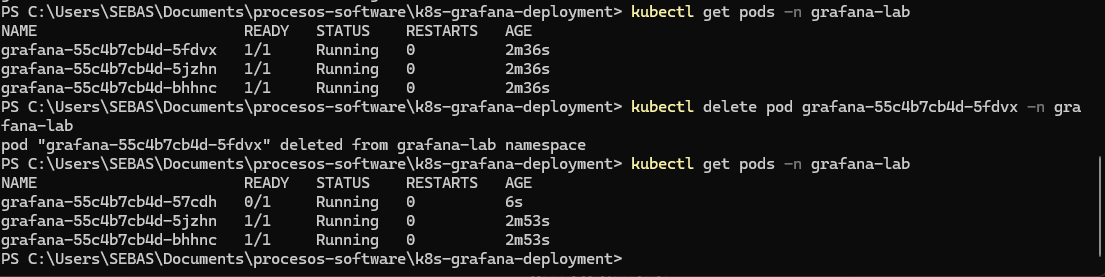 PS C:\Users\SEBAS\Documents\procesos-software\k8s-grafana-deployment> kubectl get pods -n grafana-lab
NAME                       READY   STATUS    RESTARTS   AGE
grafana-55c4b7cb4d-5fdvx   1/1     Running   0          2m36s
grafana-55c4b7cb4d-5jzhn   1/1     Running   0          2m36s
grafana-55c4b7cb4d-bhhnc   1/1     Running   0          2m36s
PS C:\Users\SEBAS\Documents\procesos-software\k8s-grafana-deployment> kubectl delete pod grafana-55c4b7cb4d-5fdvx -n gra
fana-lab
pod "grafana-55c4b7cb4d-5fdvx" deleted from grafana-lab namespace
PS C:\Users\SEBAS\Documents\procesos-software\k8s-grafana-deployment> kubectl get pods -n grafana-lab
NAME                       READY   STATUS    RESTARTS   AGE
grafana-55c4b7cb4d-57cdh   0/1     Running   0          6s
grafana-55c4b7cb4d-5jzhn   1/1     Running   0          2m53s
grafana-55c4b7cb4d-bhhnc   1/1     Running   0          2m53s
PS C:\Users\SEBAS\Documents\procesos-software\k8s-grafana-deployment>